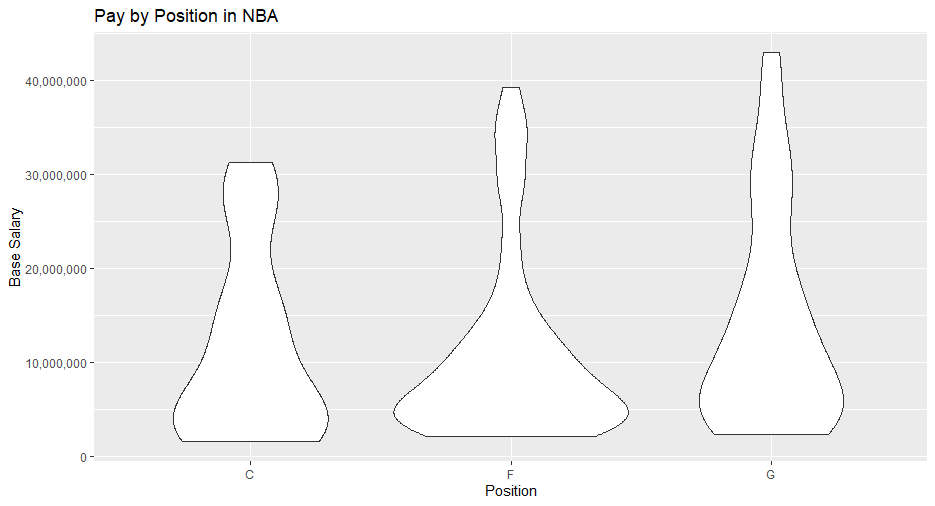 Pay by Position in NBA
Base Salary
40,000,000
30,000,000
20,000,000
10,000,000
0
C F G
Position